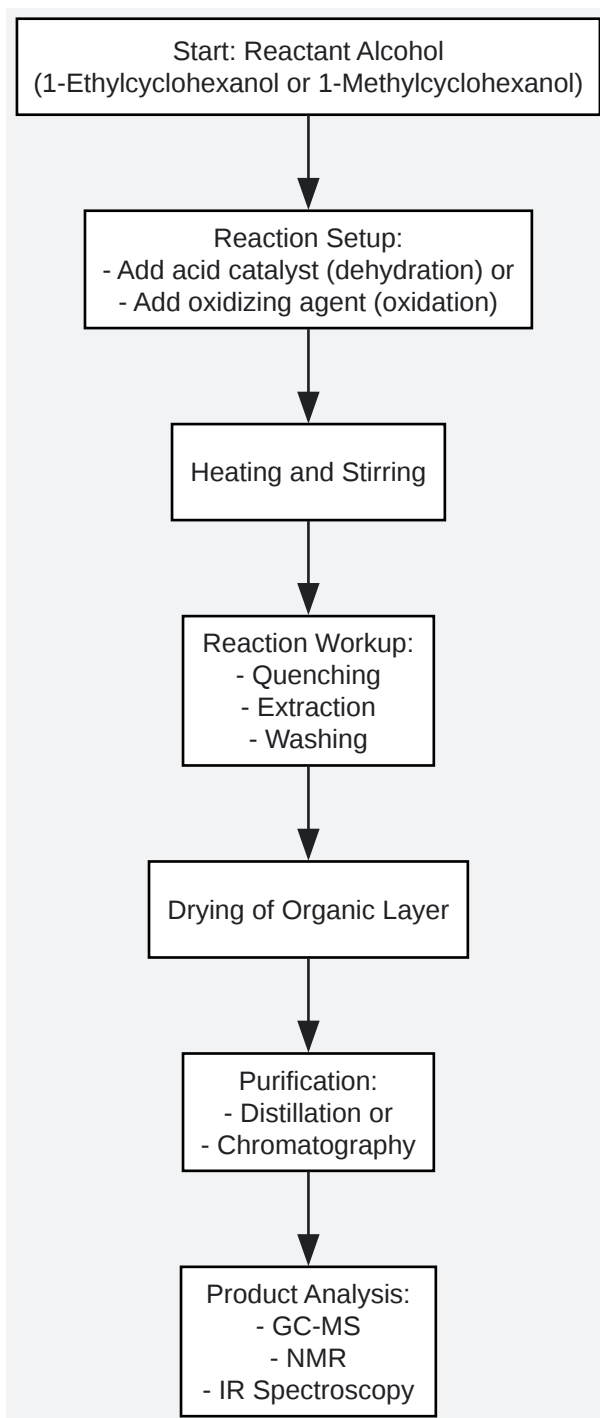 Start: Reactant Alcohol
(1-Ethylcyclohexanol or 1-Methylcyclohexanol)
Reaction Setup:
- Add acid catalyst (dehydration) or
- Add oxidizing agent (oxidation)
Heating and Stirring
Reaction Workup:
- Quenching
- Extraction
- Washing
Drying of Organic Layer
Purification:
- Distillation or
- Chromatography
Product Analysis:
- GC-MS
- NMR
- IR Spectroscopy